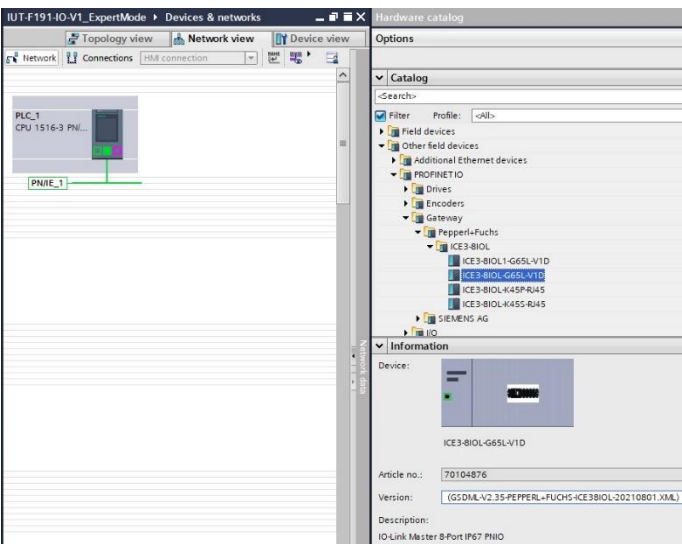 IUT-F191-IO-V1_ExpertMode ▸ Devices & networks
Topology view
Network view
Device view
Network
Connections
HMI connection
PLC_1
CPU 1516-3 PN/...
PN/IE_1
Network data
Hardware catalog
Options
Catalog
<Search>
Filter
Profile:
<All>
Field devices
Other field devices
Additional Ethernet devices
PROFINET IO
Drives
Encoders
Gateway
Pepperl+Fuchs
ICE3-8IOL
ICE3-8IOL1-G65L-V1D
ICE3-8IOL-G65L-V1D
ICE3-8IOL-K45P-RJ45
ICE3-8IOL-K45S-RJ45
SIEMENS AG
I/O
Information
Device:
ICE3-8IOL-G65L-V1D
Article no.:
70104876
Version:
(GSDML-V2.35-PEPPERL+FUCHS-ICE38IOL-20210801.XML)
Description:
IO-Link Master 8-Port IP67 PNIO